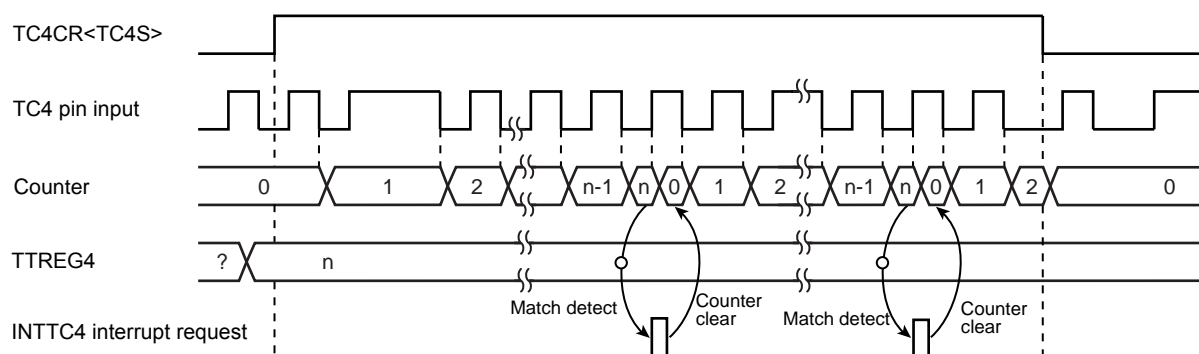 TC4CR<TC4S>
TC4 pin input
Counter
0 1 2 n-1 n 0 1 2 n-1 n 0 1 2 0
TTREG4
? n
Match detect
Counter
clear
Match detect
Counter
clear
INTTC4 interrupt request